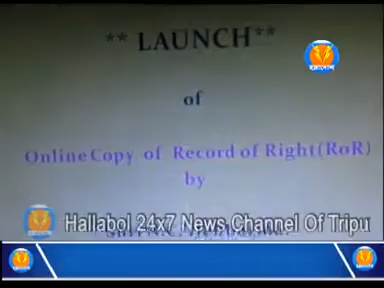 ** LAUNCH**
of
Online Copy of Record of Right(RoR)
by
Hallabol 24x7 News Channel Of Tripu